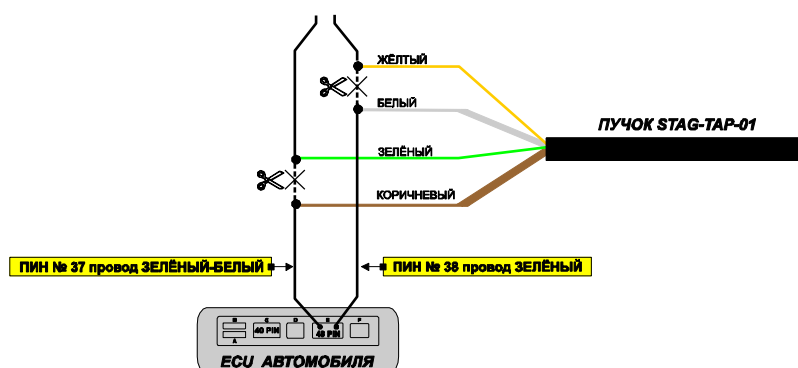 ЖЁЛТЫЙ
БЕЛЫЙ
ПУЧОК STAG-TAP-01
ЗЕЛЁНЫЙ
КОРИЧНЕВЫЙ
ПИН № 37 провод ЗЕЛЁНЫЙ-БЕЛЫЙ
ПИН № 38 провод ЗЕЛЁНЫЙ
B C D E F
40 PIN
40 PIN
A
ECU АВТОМОБИЛЯ